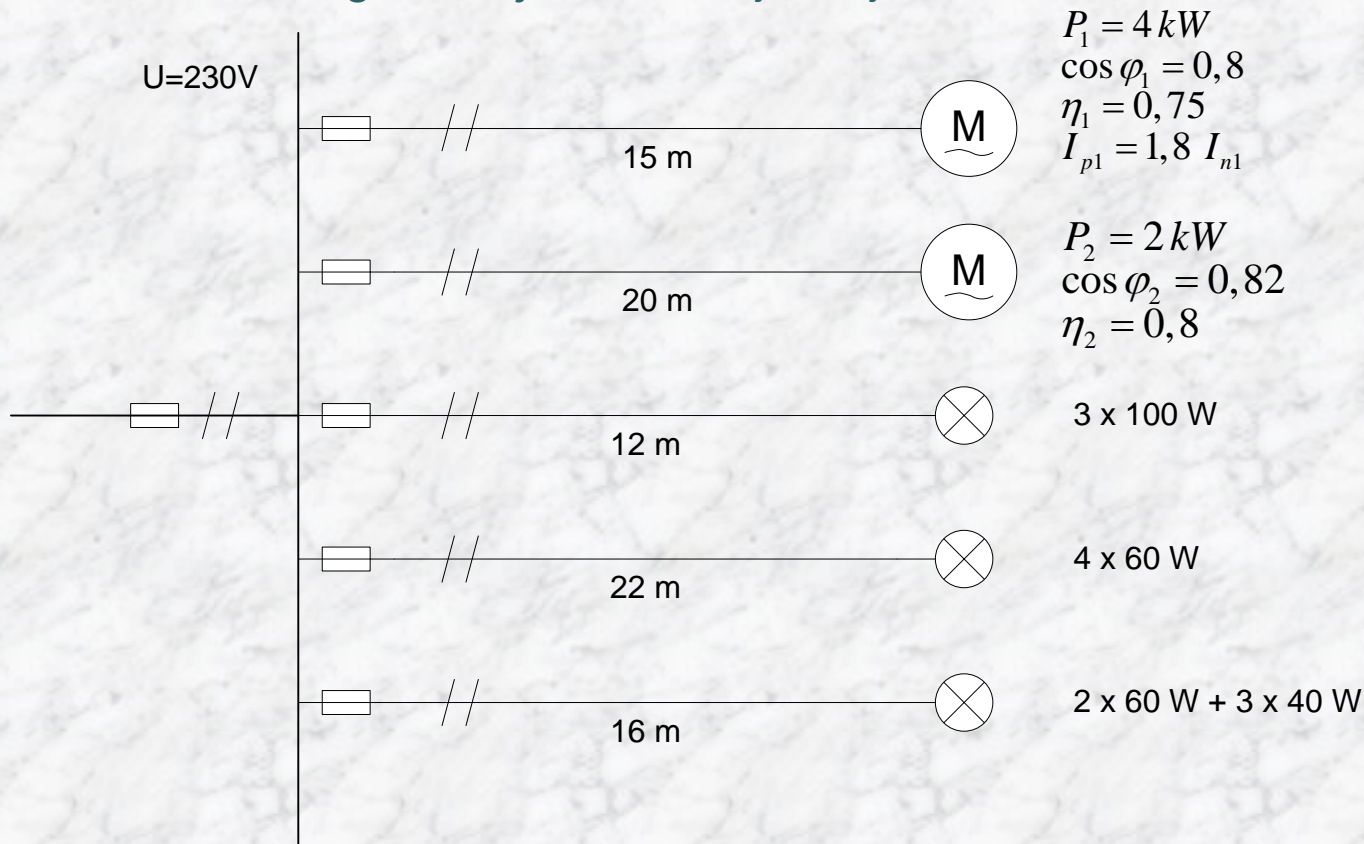 U=230V
P₁ = 4 kW
cos φ₁ = 0,8
η₁ = 0,75
Iₚ₁ = 1,8 Iₙ₁
M
15 m
P₂ = 2 kW
cos φ₂ = 0,82
η₂ = 0,8
M
20 m
3 x 100 W
12 m
4 x 60 W
22 m
2 x 60 W + 3 x 40 W
16 m